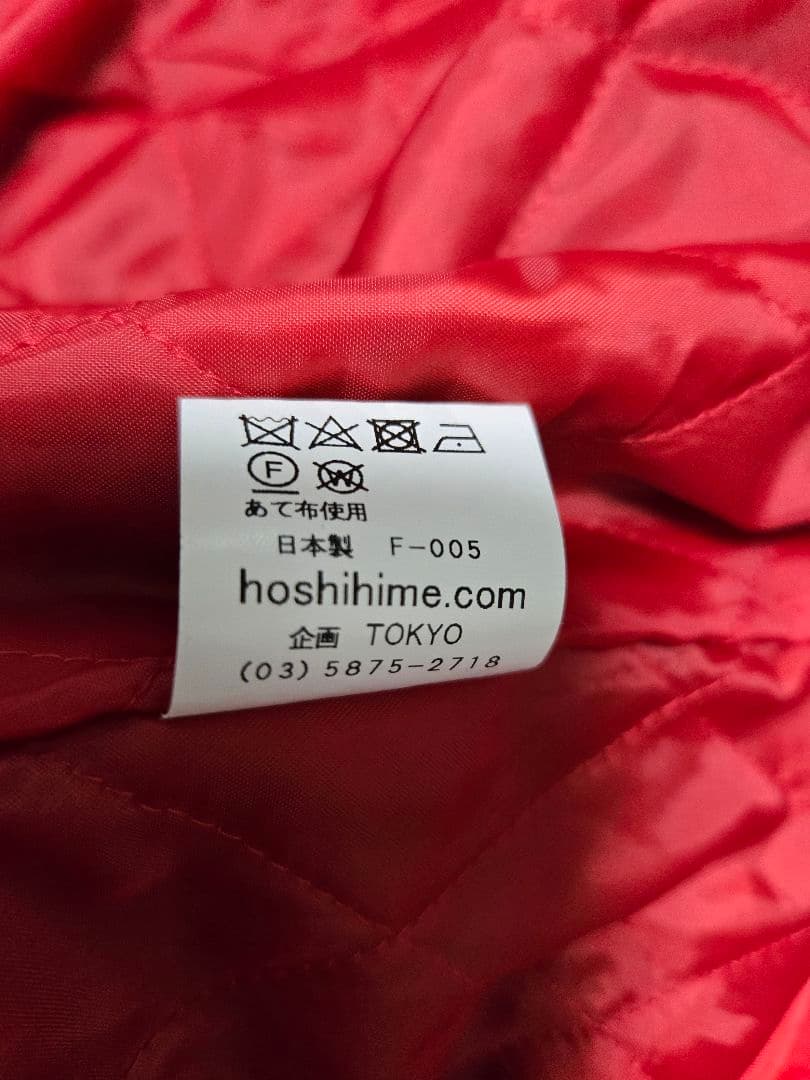 F W
あて布使用
日本製 F-005
hoshihime.com
企画 TOKYO
(03)5875-2718